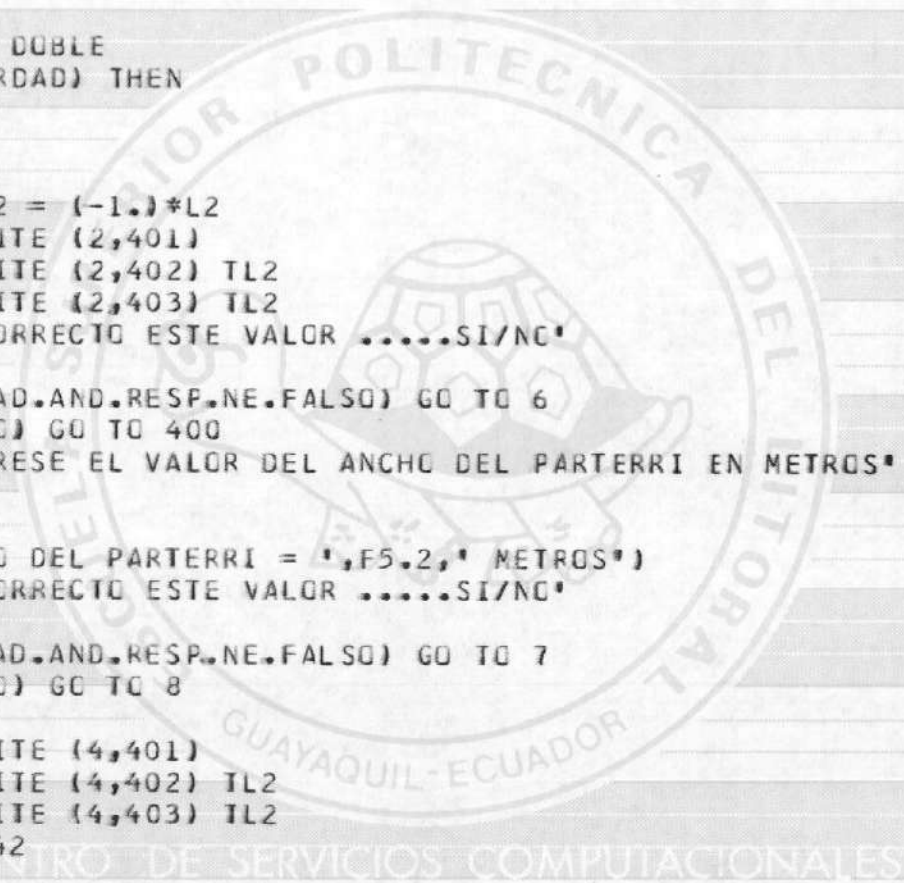 DOBLE
RDAD) THEN
2 = (-1.)*L2
ITE (2,401)
ITE (2,402) TL2
ITE (2,403) TL2
ORRECTO ESTE VALOR .....SI/NO'
AD.AND.RESP.NE.FALSO) GO TO 6
O) GO TO 400
RESE EL VALOR DEL ANCHO DEL PARTERRI EN METROS'
O DEL PARTERRI = ',F5.2,' METROS')
ORRECTO ESTE VALOR .....SI/NO'
AD.AND.RESP.NE.FALSO) GO TO 7
O) GO TO 8
ITE (4,401)
ITE (4,402) TL2
ITE (4,403) TL2
42
ESCUELA SUPERIOR POLITECNICA DEL LITORAL
GUAYAQUIL-ECUADOR
NTRO DE SERVICIOS COMPUTACIONALES